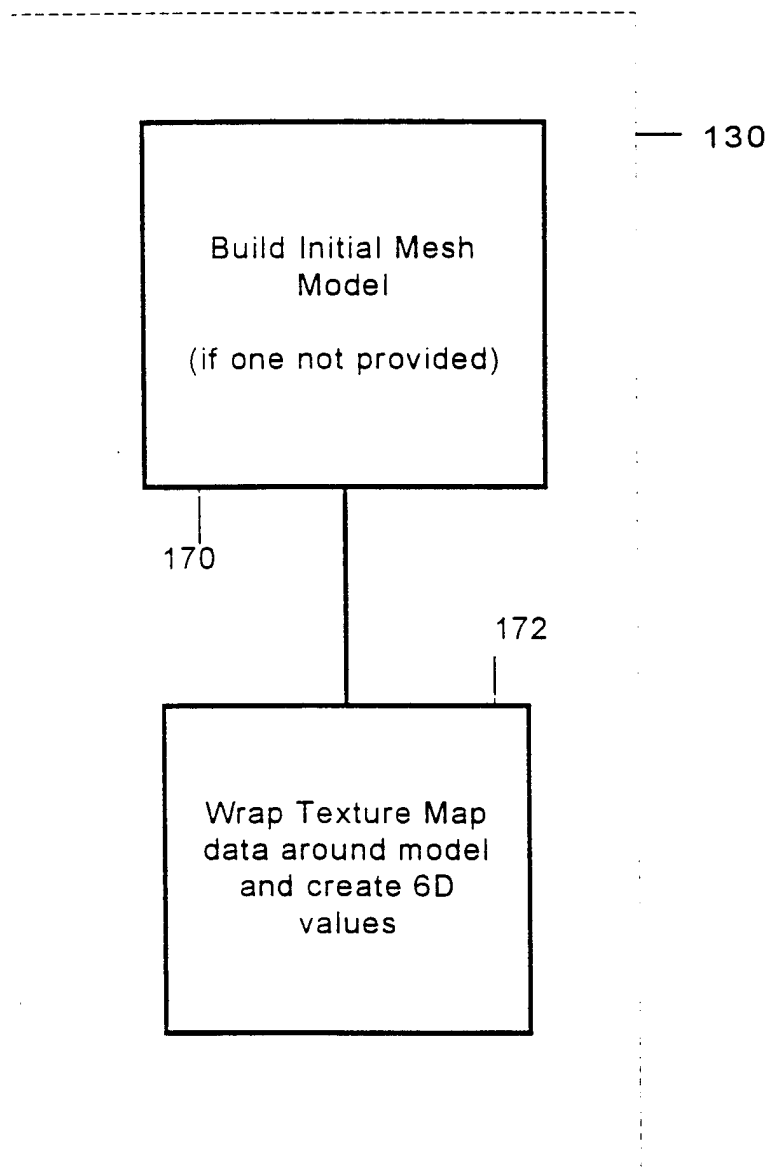 130
Build Initial Mesh
Model
(if one not provided)
170
172
Wrap Texture Map
data around model
and create 6D
values